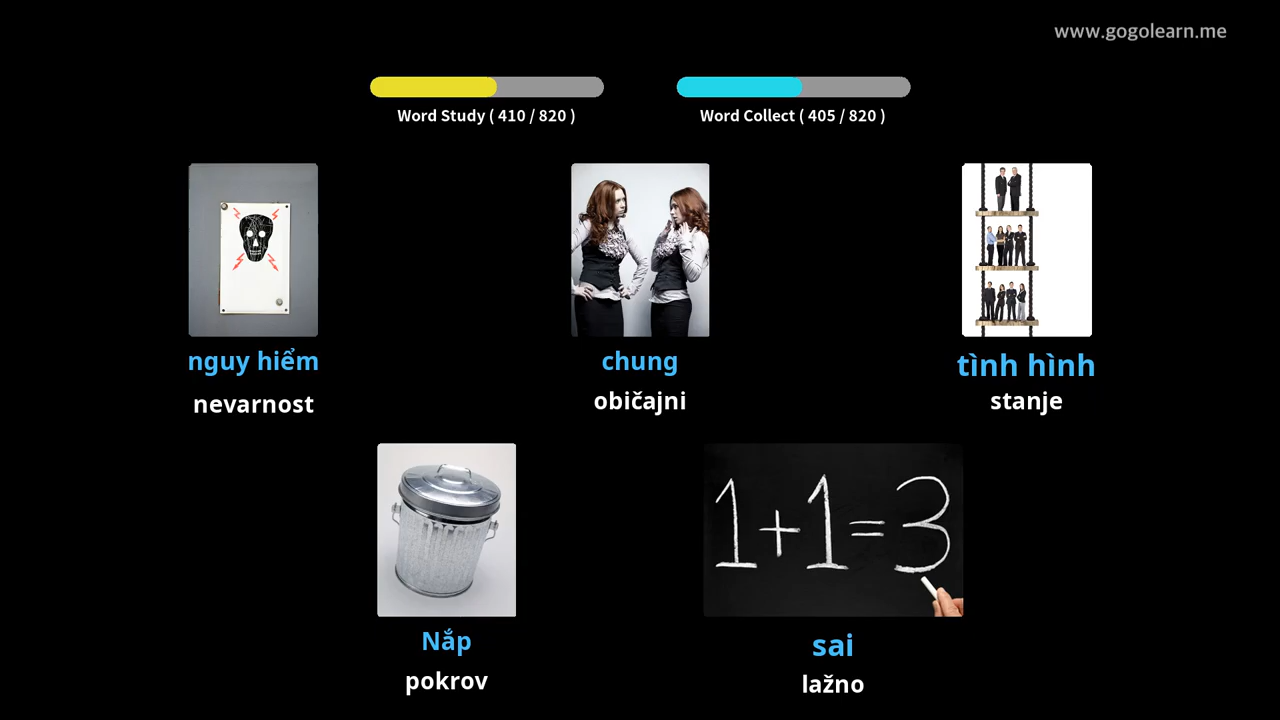 www.gogolearn.me
Word Study ( 410 / 820 )
Word Collect ( 405 / 820 )
nguy hiểm
nevarnost
chung
običajni
tình hình
stanje
1+1=3
Nắp
pokrov
sai
lažno